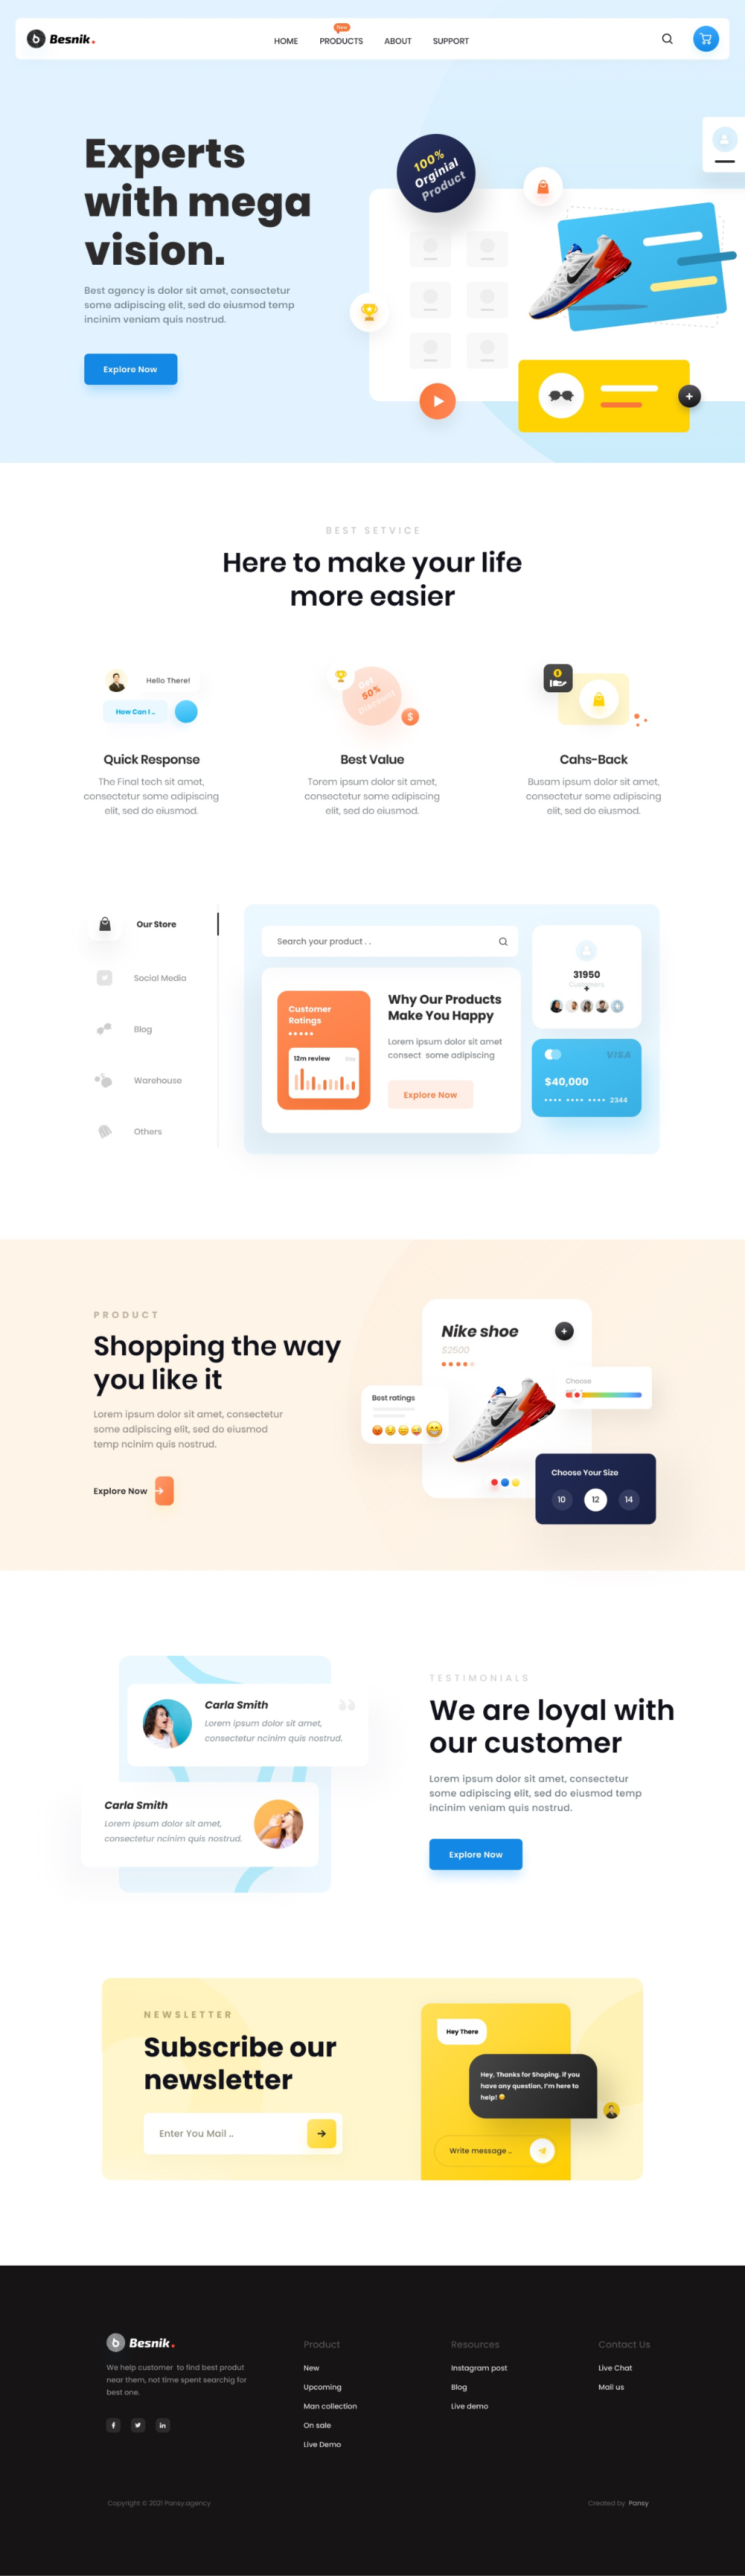 Besnik.
HOME
New
PRODUCTS
ABOUT
SUPPORT
Experts
with mega
vision.
Best agency is dolor sit amet, consectetur
some adipiscing elit, sed do eiusmod temp
incinim veniam quis nostrud.
Explore Now
100%
Orginial
Product
BEST SETVICE
Here to make your life
more easier
Hello There!
How Can I ..
Quick Response
The Final tech sit amet,
consectetur some adipiscing
elit, sed do eiusmod.
Get
50%
Discount
$
Best Value
Torem ipsum dolor sit amet,
consectetur some adipiscing
elit, sed do eiusmod.
Cahs-Back
Busam ipsum dolor sit amet,
consectetur some adipiscing
elit, sed do eiusmod.
Our Store
Social Media
Blog
Warehouse
Others
Search your product . .
Customer
Ratings
12m review
Day
Why Our Products
Make You Happy
Lorem ipsum dolor sit amet
consect some adipiscing
Explore Now
31950
Customers
+
VISA
$40,000
•••• •••• •••• 2344
PRODUCT
Shopping the way
you like it
Lorem ipsum dolor sit amet, consectetur
some adipiscing elit, sed do eiusmod
temp ncinim quis nostrud.
Explore Now
Nike shoe
$2500
Best ratings
Choose
Choose Your Size
10
12
14
Carla Smith
Lorem ipsum dolor sit amet,
consectetur ncinim quis nostrud.
Carla Smith
Lorem ipsum dolor sit amet,
consectetur ncinim quis nostrud.
TESTIMONIALS
We are loyal with
our customer
Lorem ipsum dolor sit amet, consectetur
some adipiscing elit, sed do eiusmod temp
incinim veniam quis nostrud.
Explore Now
NEWSLETTER
Subscribe our
newsletter
Enter You Mail ..
Hey There
Hey, Thanks for Shoping. if you
have any question, I'm here to
help!
Write message ..
Besnik.
We help customer to find best produt
near them, not time spent searchig for
best one.
Product
New
Upcoming
Man collection
On sale
Live Demo
Resources
Instagram post
Blog
Live demo
Contact Us
Live Chat
Mail us
Copyright © 2021 Pansy.agency
Created by Pansy